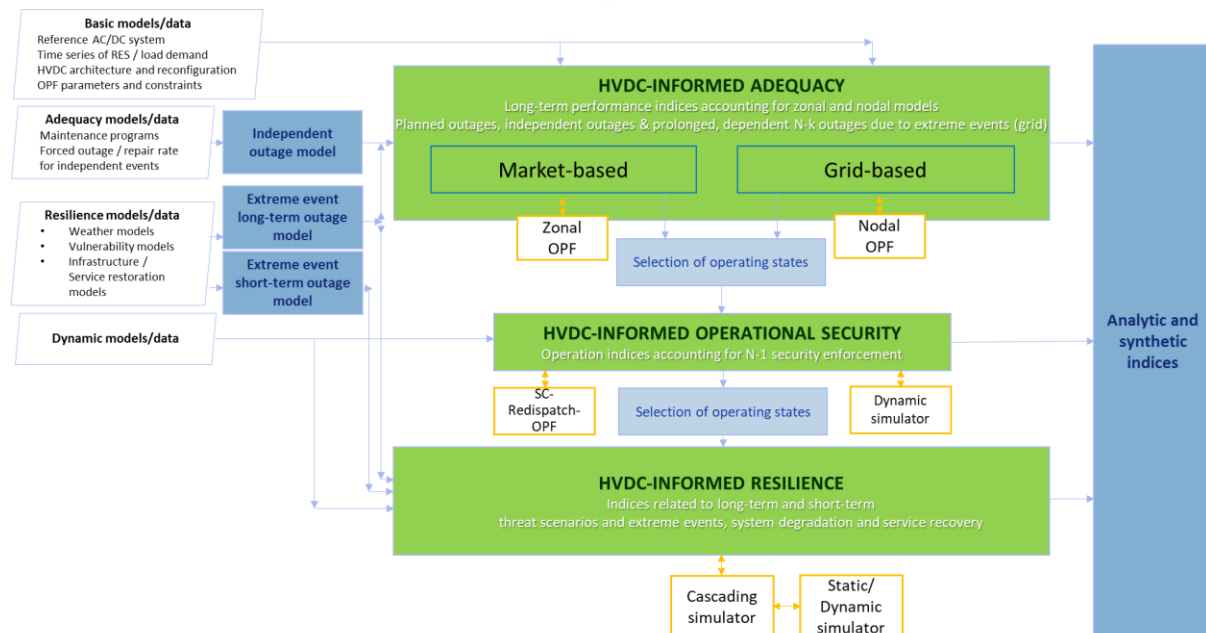 Basic models/data
Reference AC/DC system
Time series of RES / load demand
HVDC architecture and reconfiguration
OPF parameters and constraints
Adequacy models/data
Maintenance programs
Forced outage / repair rate
for independent events
Independent
outage model
Resilience models/data
• Weather models
• Vulnerability models
• Infrastructure /
Service restoration
models
Extreme event
long-term outage
model
Extreme event
short-term outage
model
Dynamic models/data
HVDC-INFORMED ADEQUACY
Long-term performance indices accounting for zonal and nodal models
Planned outages, independent outages & prolonged, dependent N-k outages due to extreme events (grid)
Market-based
Grid-based
Zonal
OPF
Nodal
OPF
Selection of operating states
HVDC-INFORMED OPERATIONAL SECURITY
Operation indices accounting for N-1 security enforcement
SC-
Redispatch-
OPF
Selection of operating states
Dynamic
simulator
HVDC-INFORMED RESILIENCE
Indices related to long-term and short-term
threat scenarios and extreme events, system degradation and service recovery
Cascading
simulator
Static/
Dynamic
simulator
Analytic and
synthetic
indices